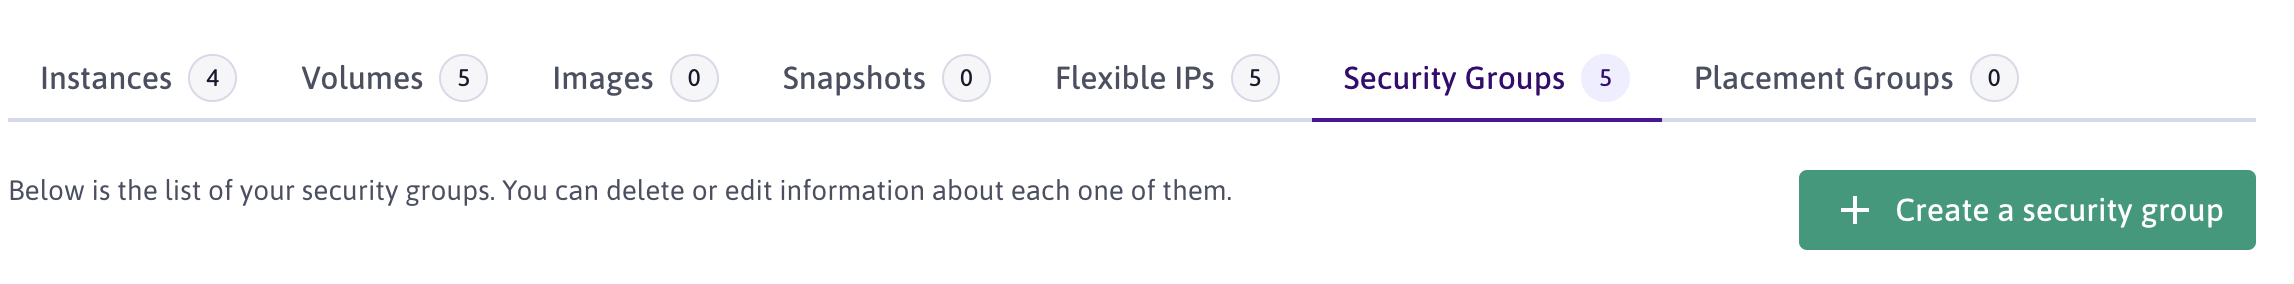 Instances 4 Volumes 5 Images 0 Snapshots 0 Flexible IPs 5 Security Groups 5 Placement Groups 0
Below is the list of your security groups. You can delete or edit information about each one of them.
+ Create a security group